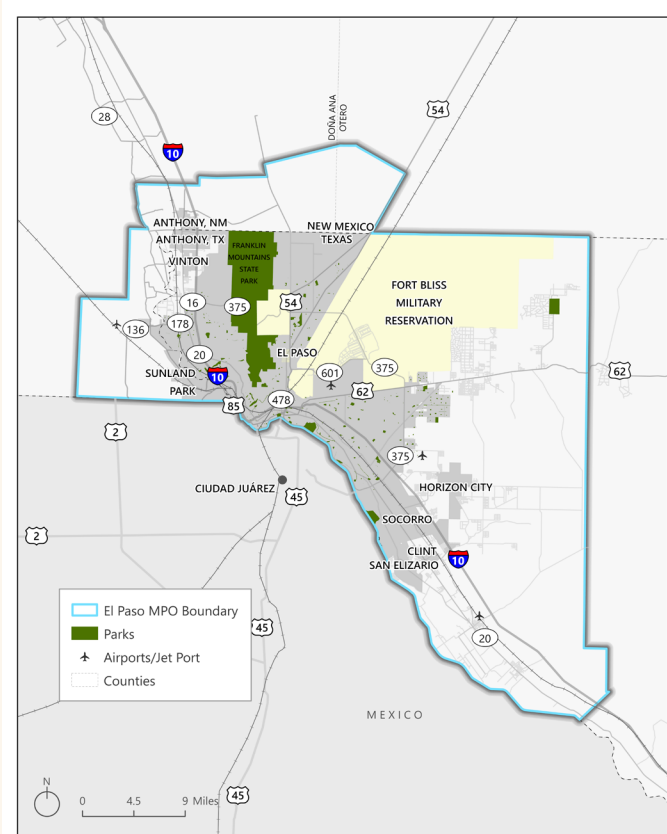 28
10
DOÑA ANA
OTERO
54
ANTHONY, NM
ANTHONY, TX
VINTON
FRANKLIN
MOUNTAINS
STATE
PARK
NEW MEXICO
TEXAS
FORT BLISS
MILITARY
RESERVATION
16
375
54
136
178
20
EL PASO
601
375
62
62
SUNLAND
PARK
10
85
478
2
375
CIUDAD JUÁREZ
45
HORIZON CITY
2
SOCORRO
CLINT
SAN ELIZARIO
10
El Paso MPO Boundary
Parks
Airports/Jet Port
Counties
45
20
MEXICO
N
0 4.5 9 Miles
45